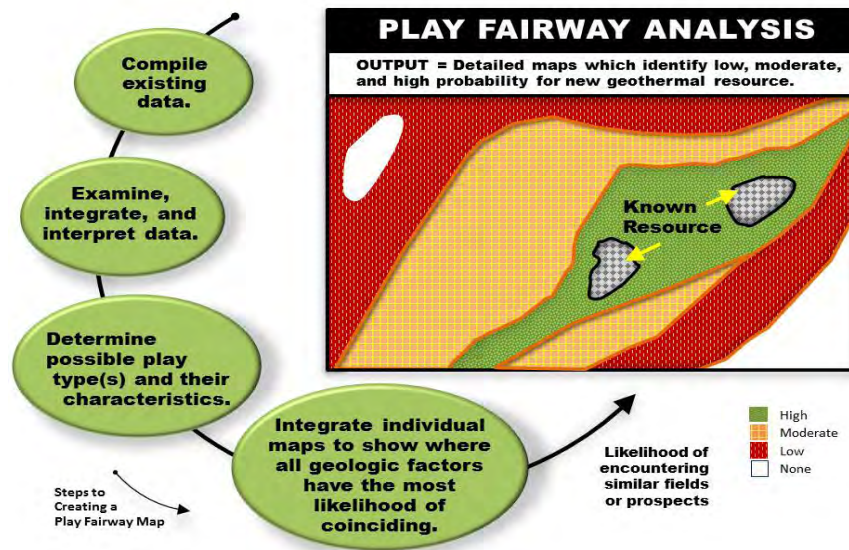 PLAY FAIRWAY ANALYSIS
OUTPUT = Detailed maps which identify low, moderate,
and high probability for new geothermal resource.
Known
Resource
Compile
existing
data.
Examine,
integrate, and
interpret data.
Determine
possible play
type(s) and their
characteristics.
Integrate individual
maps to show where
all geologic factors
have the most
likelihood of
coinciding.
Steps to
Creating a
Play Fairway Map
Likelihood of
encountering
similar fields
or prospects
High
Moderate
Low
None